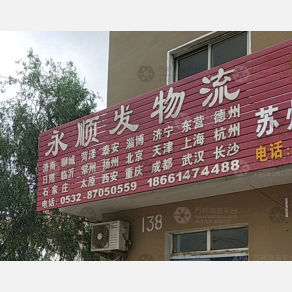 永顺发物流
济南 聊城 菏泽 泰安 淄博 济宁 东营 德州
日照 临沂 常州 扬州 北京 天津 上海 杭州
石家庄 太原 西安 重庆 成都 武汉 长沙
电话:0532-87050559 18661474488
苏州
电话:
138